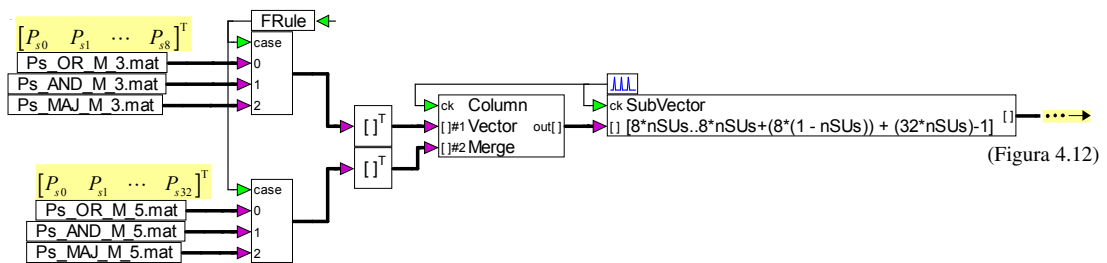 FRule
[P_s0 P_s1 ⋯ P_s8]^T
case
Ps_OR_M_3.mat
0
Ps_AND_M_3.mat
1
Ps_MAJ_M_3.mat
2
[ ]^T
[ ]^T
ck Column
[ ]#1 Vector out[ ]
[ ]#2 Merge
ck SubVector
[ ] [8*nSUs..8*nSUs+(8*(1 - nSUs)) + (32*nSUs)-1] [ ]
(Figura 4.12)
[P_s0 P_s1 ⋯ P_s32]^T
case
Ps_OR_M_5.mat
0
Ps_AND_M_5.mat
1
Ps_MAJ_M_5.mat
2